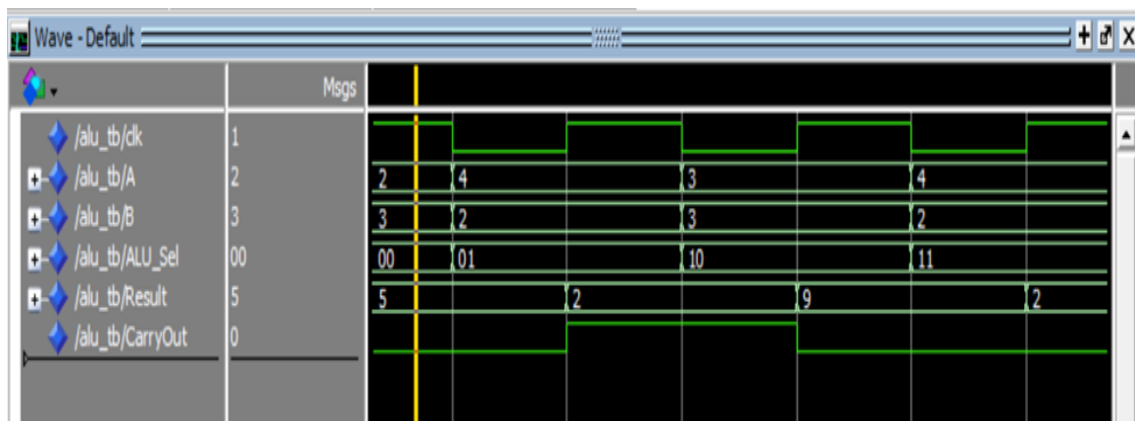 Wave - Default
Msgs
/alu_tb/clk 1
/alu_tb/A 2 2 4 3 4
/alu_tb/B 3 3 2 3 2
/alu_tb/ALU_Sel 00 00 01 10 11
/alu_tb/Result 5 5 2 9 2
/alu_tb/CarryOut 0